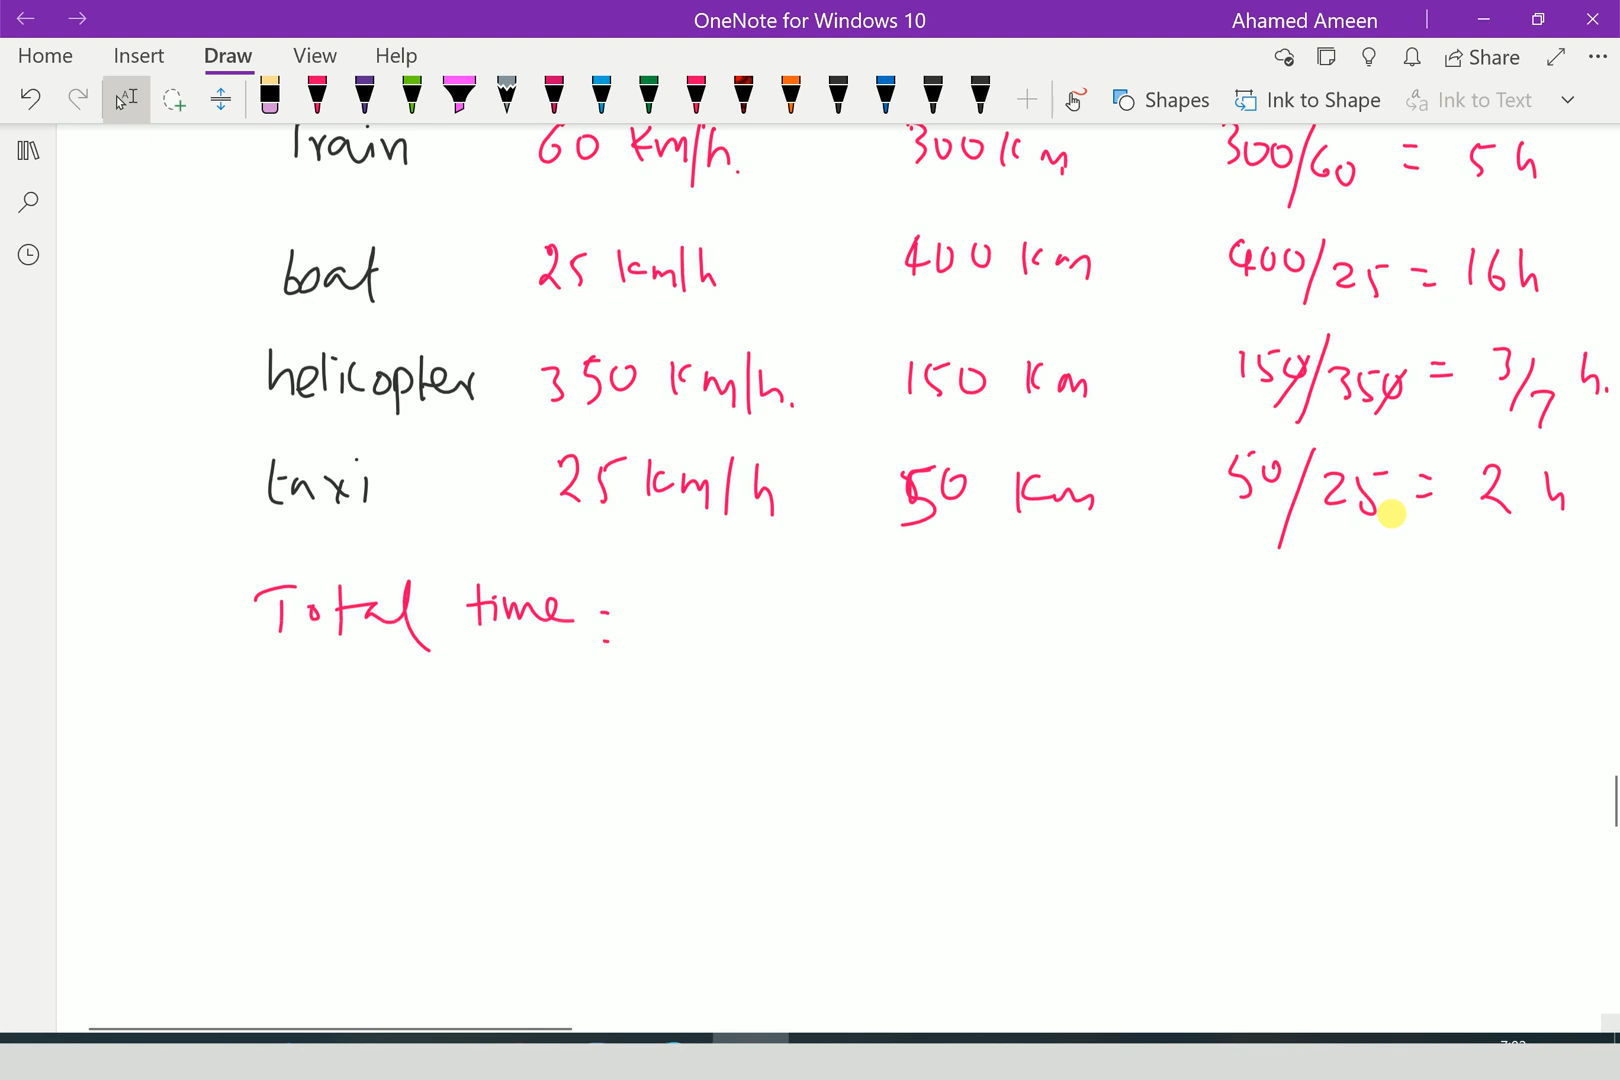 OneNote for Windows 10
Ahamed Ameen
Home Insert Draw View Help
Share
Shapes Ink to Shape Ink to Text
Train 60 Km/h. 300 Km 300/60 = 5 h
boat 25 km/h 400 km 400/25 = 16 h
helicopter 350 Km/h. 150 Km 150/350 = 3/7 h.
taxi 25 km/h 50 Km 50/25 = 2 h
Total time :